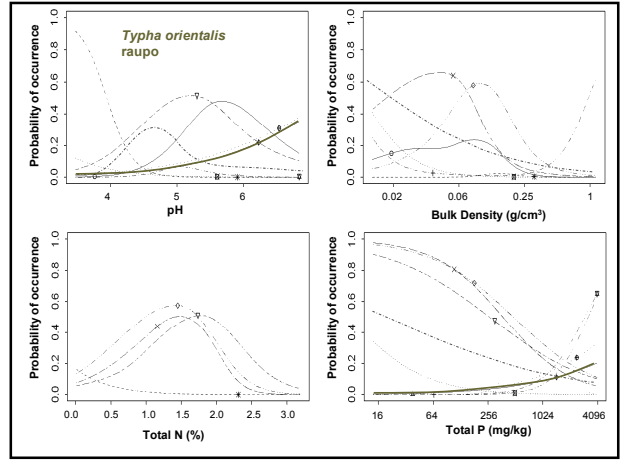 Typha orientalis
raupo
Probability of occurrence
0.0 0.2 0.4 0.6 0.8 1.0
4 5 6
pH
Probability of occurrence
0.0 0.2 0.4 0.6 0.8 1.0
0.02 0.06 0.25 1
Bulk Density (g/cm³)
Probability of occurrence
0.0 0.2 0.4 0.6 0.8 1.0
0.0 0.5 1.0 1.5 2.0 2.5 3.0
Total N (%)
Probability of occurrence
0.0 0.2 0.4 0.6 0.8 1.0
16 64 256 1024 4096
Total P (mg/kg)